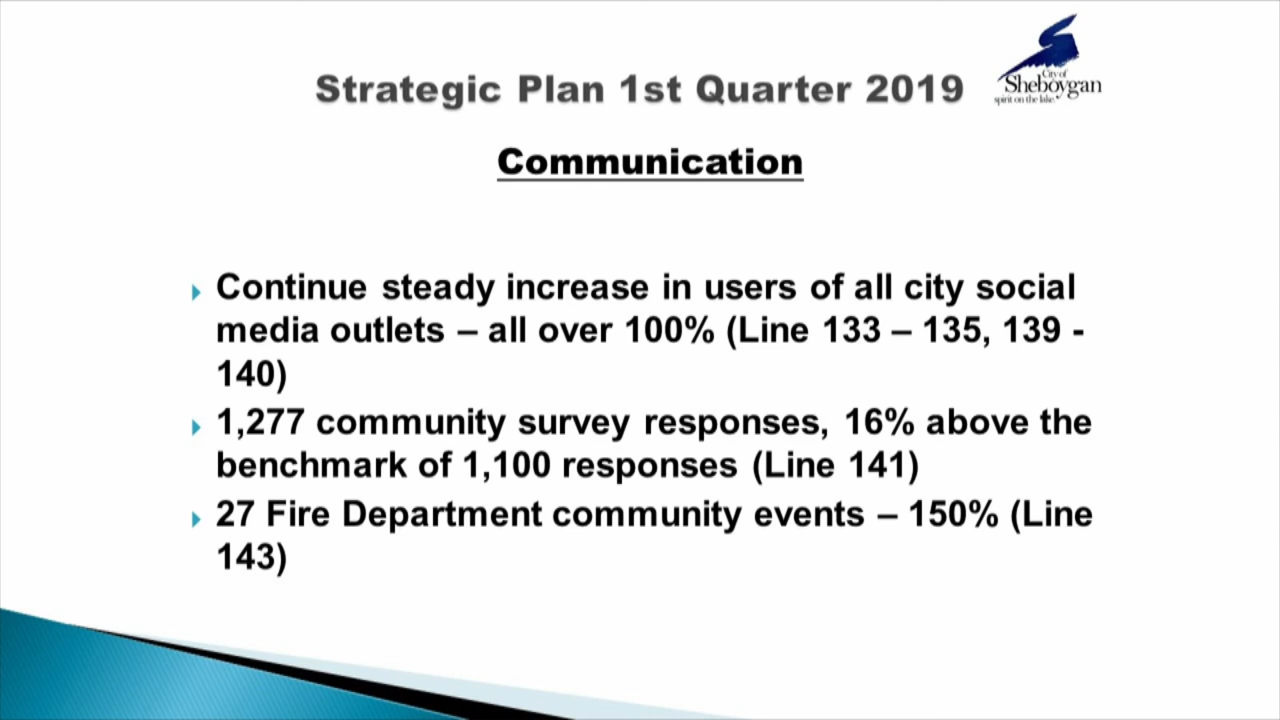 Strategic Plan 1st Quarter 2019
City of
Sheboygan
spirit on the lake.
Communication
Continue steady increase in users of all city social
media outlets – all over 100% (Line 133 – 135, 139 -
140)
1,277 community survey responses, 16% above the
benchmark of 1,100 responses (Line 141)
27 Fire Department community events – 150% (Line
143)